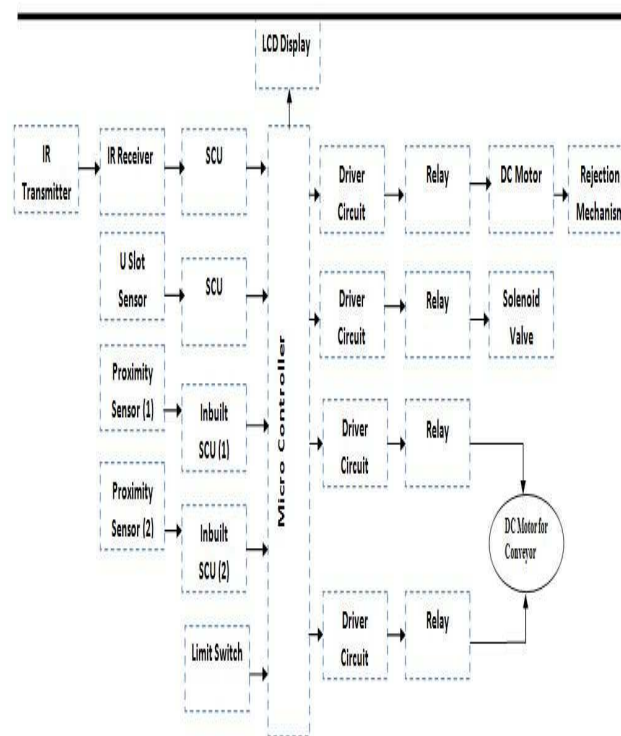 LCD Display
IR
Transmitter
IR Receiver
SCU
Driver
Circuit
Relay
DC Motor
Rejection
Mechanism
U Slot
Sensor
SCU
Driver
Circuit
Relay
Solenoid
Valve
Micro Controller
Proximity
Sensor (1)
Inbuilt
SCU (1)
Driver
Circuit
Relay
Proximity
Sensor (2)
Inbuilt
SCU (2)
DC Motor for
Conveyor
Limit Switch
Driver
Circuit
Relay